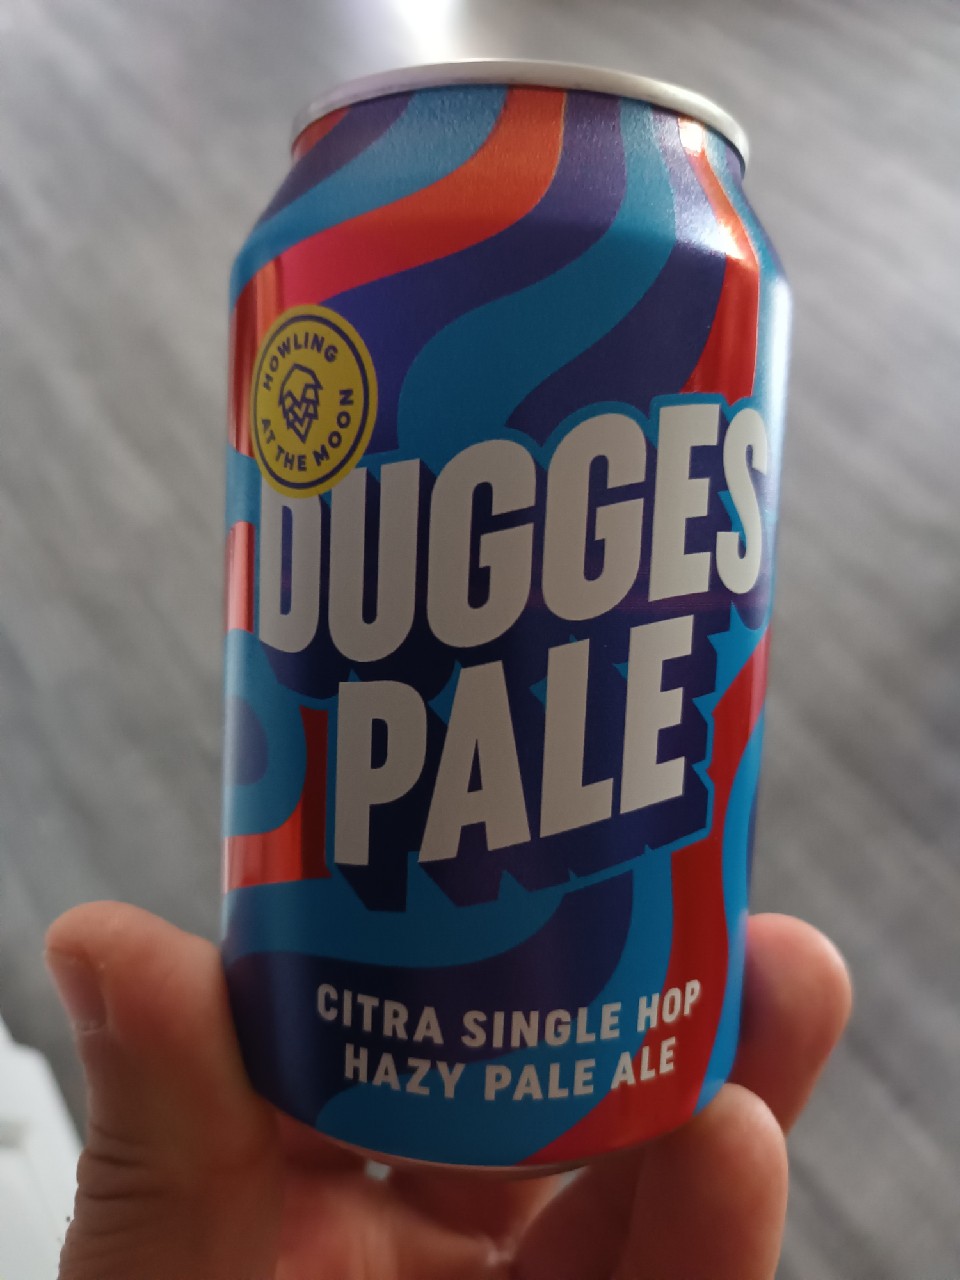 HOWLING
AT THE MOON
DUGGES
PALE
CITRA SINGLE HOP
HAZY PALE ALE